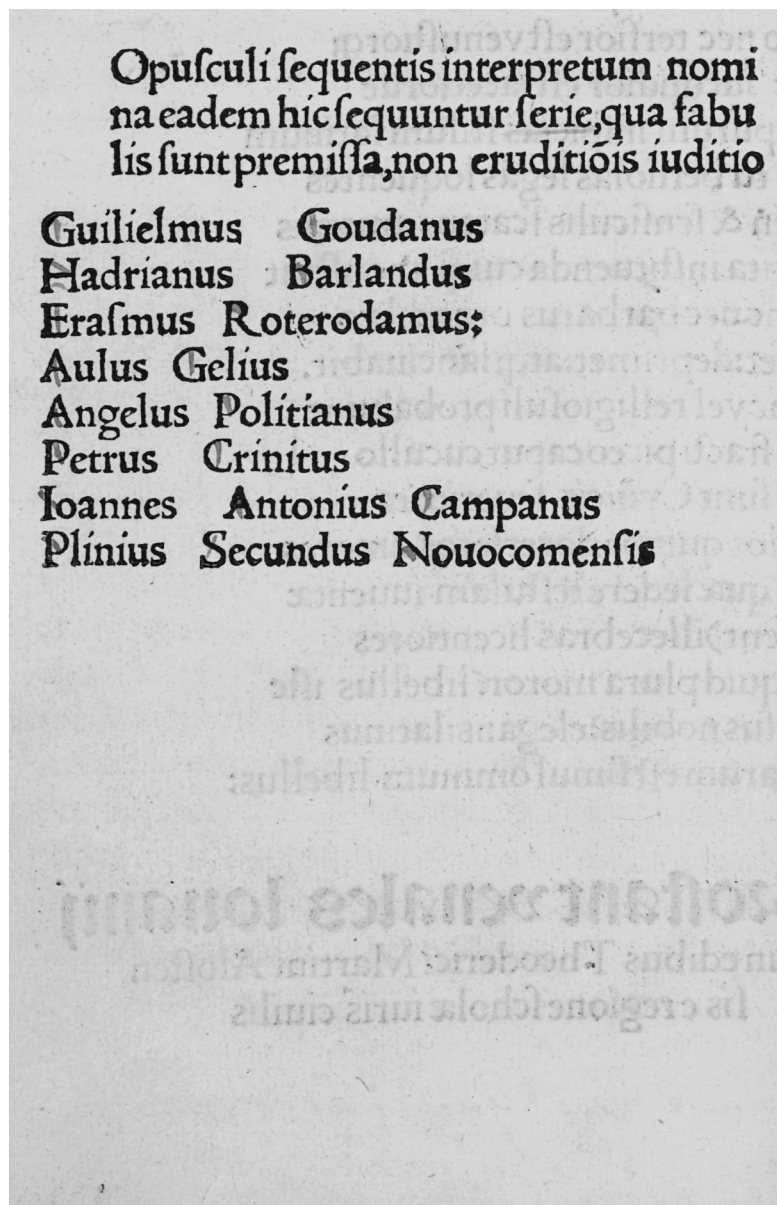 Opuſculi ſequentis interpretum nomi
na eadem hic ſequuntur ſerie,qua fabu
lis ſunt premiſſa,non eruditiōis iuditio
Guilielmus Goudanus
Hadrianus Barlandus
Eraſmus Roterodamus:
Aulus Gelius
Angelus Politianus
Petrus Crinitus
Ioannes Antonius Campanus
Plinius Secundus Nouocomenſis